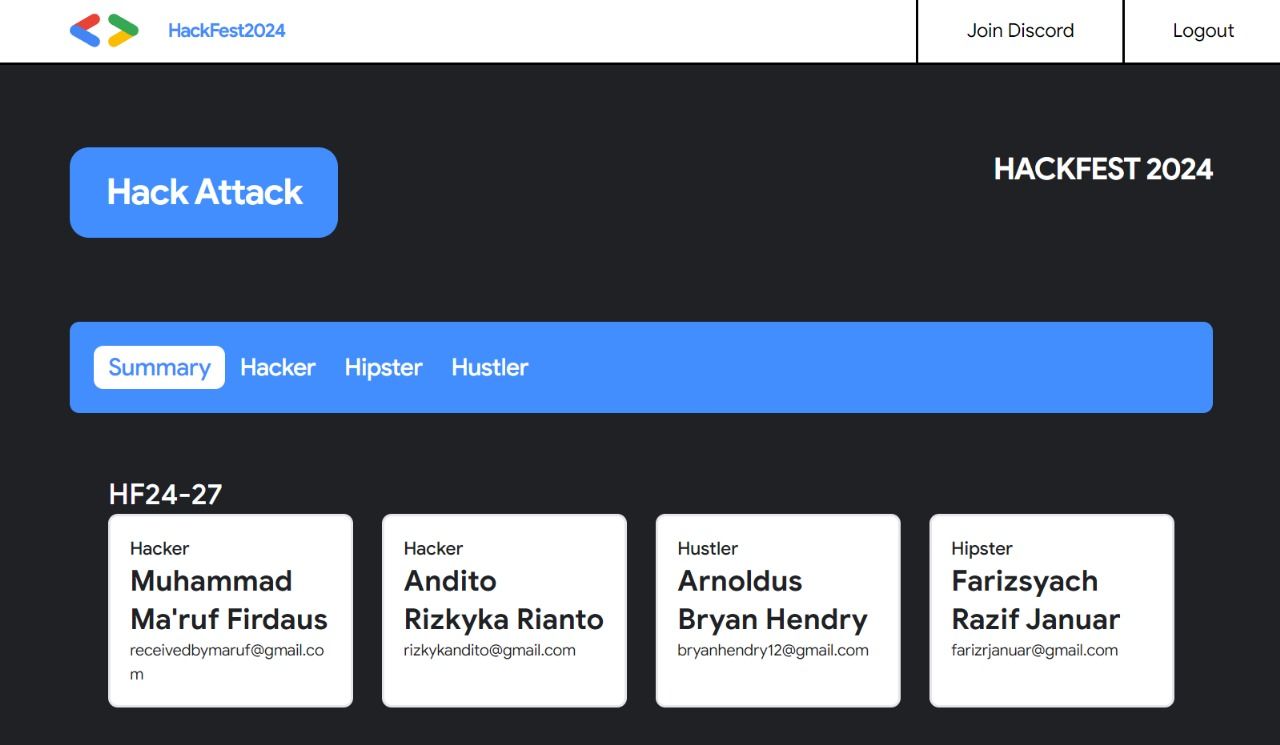 HackFest2024
Join Discord
Logout
Hack Attack
HACKFEST 2024
Summary
Hacker
Hipster
Hustler
HF24-27
Hacker
Muhammad
Ma'ruf Firdaus
receivedbymaruf@gmail.co
m
Hacker
Andito
Rizkyka Rianto
rizkykandito@gmail.com
Hustler
Arnoldus
Bryan Hendry
bryanhendry12@gmail.com
Hipster
Farizsyach
Razif Januar
farizrjanuar@gmail.com